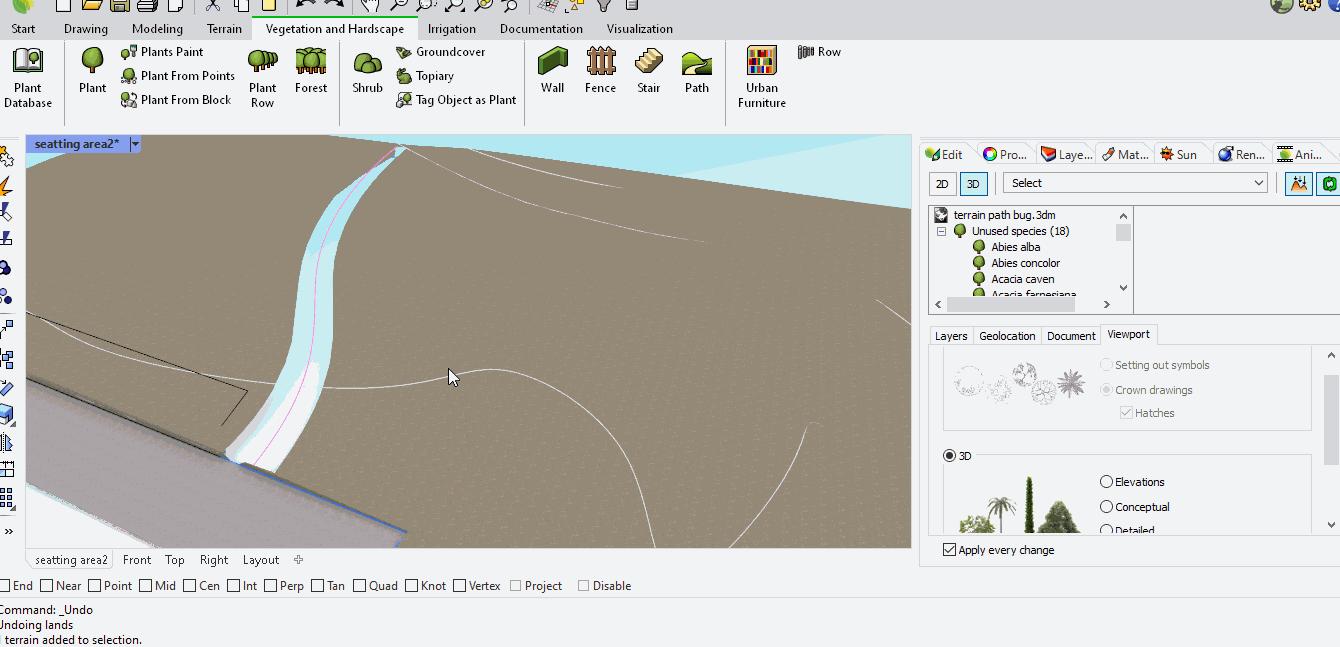 Start Drawing Modeling Terrain Vegetation and Hardscape Irrigation Documentation Visualization
Plant Database
Plant
Plants Paint
Plant From Points
Plant From Block
Plant Row
Forest
Shrub
Groundcover
Topiary
Tag Object as Plant
Wall
Fence
Stair
Path
Urban Furniture
Row
seatting area2*
Edit Pro... Laye... Mat... Sun Ren... Ani...
2D 3D Select
terrain path bug.3dm
Unused species (18)
Abies alba
Abies concolor
Acacia caven
Acacia farnesiana
Layers Geolocation Document Viewport
Setting out symbols
Crown drawings
Hatches
3D
Elevations
Conceptual
Detailed
Apply every change
seatting area2 Front Top Right Layout
End Near Point Mid Cen Int Perp Tan Quad Knot Vertex Project Disable
Command: _Undo
Undoing lands
1 terrain added to selection.